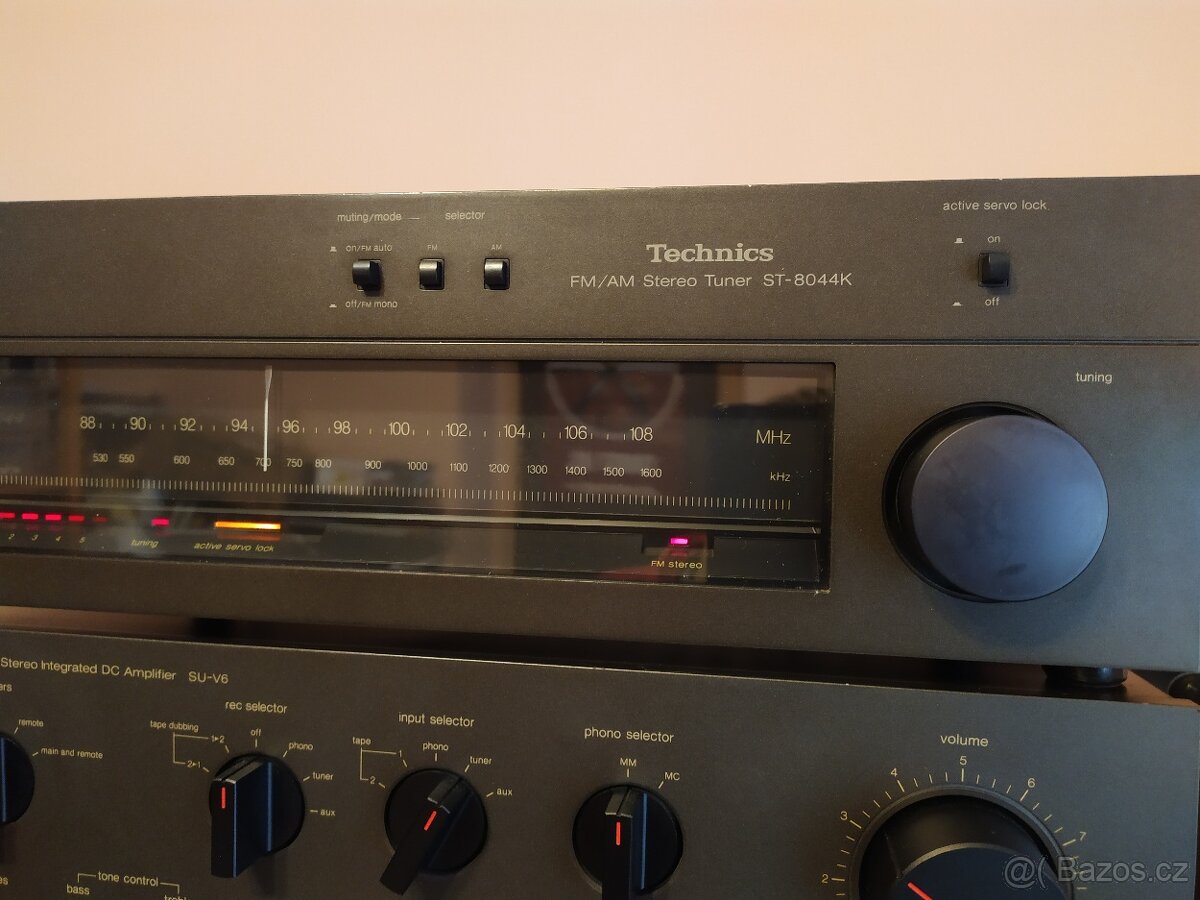 muting/mode selector
active servo lock
on/FM auto FM AM
on
off/FM mono
off
Technics
FM/AM Stereo Tuner ST-8044K
tuning
88 90 92 94 96 98 100 102 104 106 108 MHz
530 550 600 650 700 750 800 900 1000 1100 1200 1300 1400 1500 1600 kHz
2 3 4 5 tuning active servo lock
FM stereo
Stereo Integrated DC Amplifier SU-V6
remote
main and remote
rec selector
tape dubbing
1▸2
2▸1
off
phono
tuner
aux
input selector
tape
1
2
phono
tuner
aux
phono selector
MM
MC
volume
2 3 4 5 6 7
tone control
bass
@( Bazos.cz